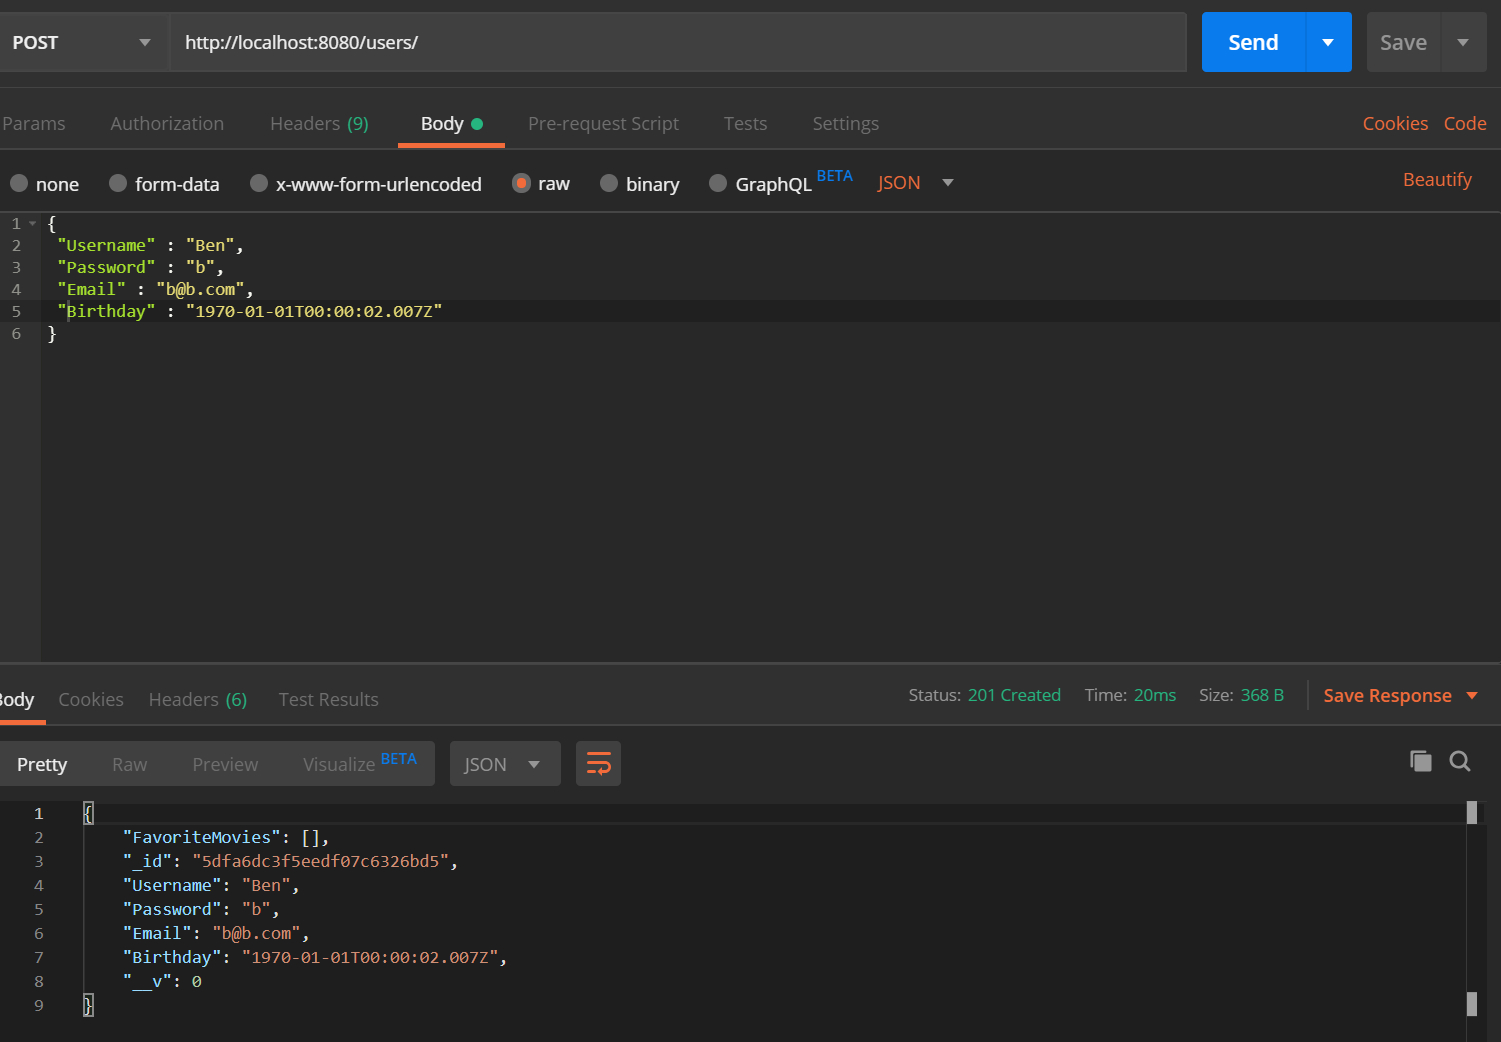 POST http://localhost:8080/users/ Send Save
Params Authorization Headers (9) Body Pre-request Script Tests Settings Cookies Code
none form-data x-www-form-urlencoded raw binary GraphQL BETA JSON Beautify
1 {
2 "Username" : "Ben",
3 "Password" : "b",
4 "Email" : "b@b.com",
5 "Birthday" : "1970-01-01T00:00:02.007Z"
6 }
Body Cookies Headers (6) Test Results Status: 201 Created Time: 20ms Size: 368 B Save Response
Pretty Raw Preview Visualize BETA JSON
1 {
2 "FavoriteMovies": [],
3 "_id": "5dfa6dc3f5eedf07c6326bd5",
4 "Username": "Ben",
5 "Password": "b",
6 "Email": "b@b.com",
7 "Birthday": "1970-01-01T00:00:02.007Z",
8 "__v": 0
9 }